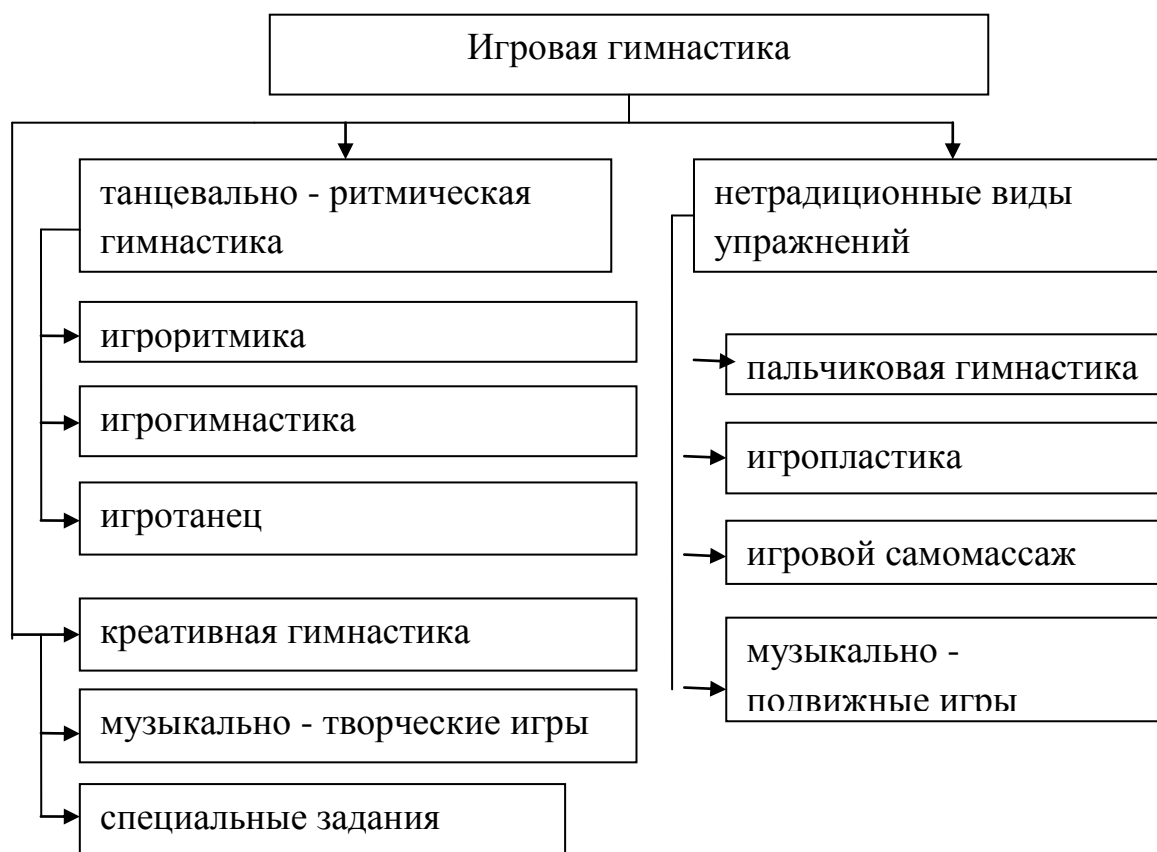 Игровая гимнастика
танцевально - ритмическая
гимнастика
игроритмика
игрогимнастика
игротанец
креативная гимнастика
музыкально - творческие игры
специальные задания
нетрадиционные виды
упражнений
пальчиковая гимнастика
игропластика
игровой самомассаж
музыкально -
подвижные игры